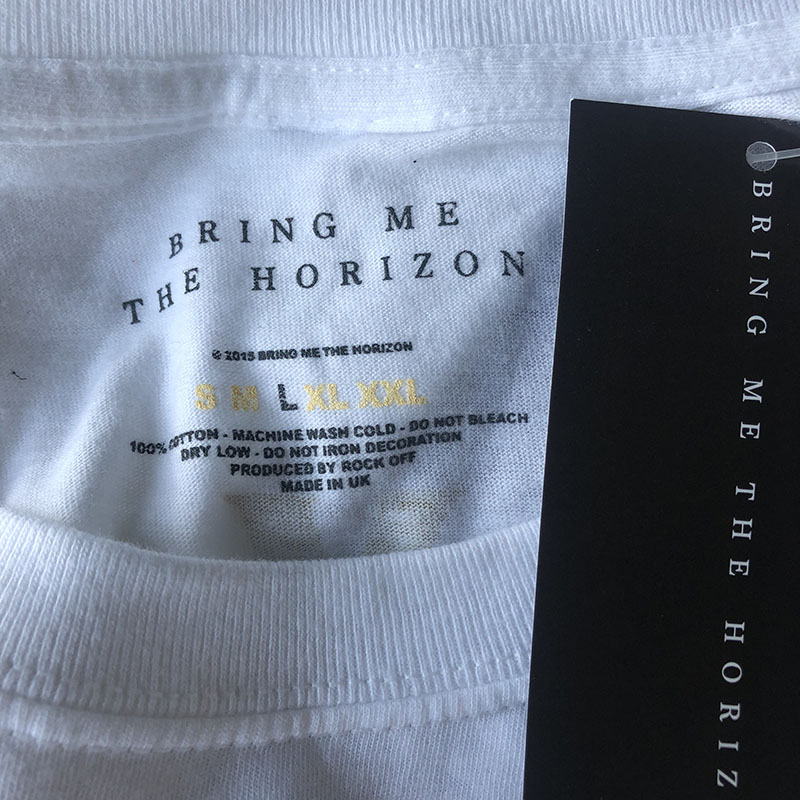 BRING ME
THE HORIZON
© 2015 BRING ME THE HORIZON
S M L XL XXL
100% COTTON - MACHINE WASH COLD - DO NOT BLEACH
DRY LOW - DO NOT IRON DECORATION
PRODUCED BY ROCK OFF
MADE IN UK
BRING ME THE HORIZ